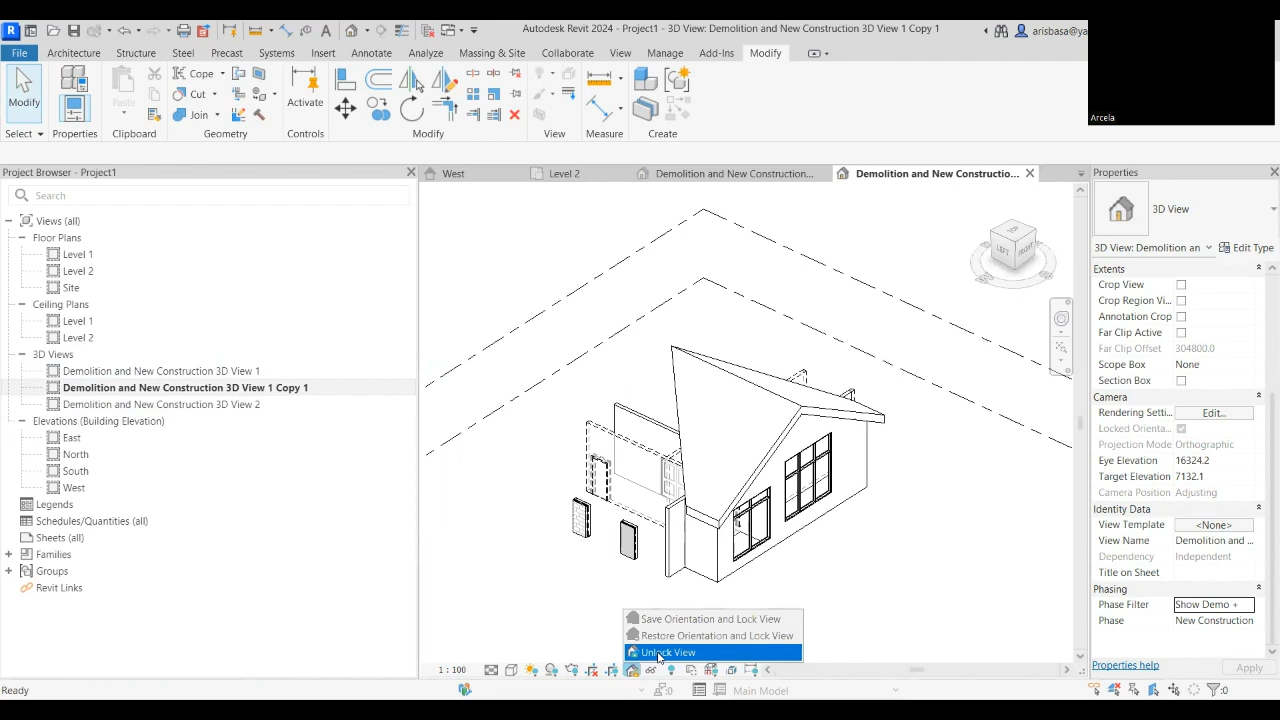 Autodesk Revit 2024 - Project1 - 3D View: Demolition and New Construction 3D View 1 Copy 1
arisbasa@ya
File Architecture Structure Steel Precast Systems Insert Annotate Analyze Massing & Site Collaborate View Manage Add-Ins Modify
Modify
Paste
Cope
Cut
Join
Activate
Select Properties Clipboard Geometry Controls Modify View Measure Create
Arcela
Project Browser - Project1
Search
Views (all)
Floor Plans
Level 1
Level 2
Site
Ceiling Plans
Level 1
Level 2
3D Views
Demolition and New Construction 3D View 1
Demolition and New Construction 3D View 1 Copy 1
Demolition and New Construction 3D View 2
Elevations (Building Elevation)
East
North
South
West
Legends
Schedules/Quantities (all)
Sheets (all)
Families
Groups
Revit Links
West
Level 2
Demolition and New Construction...
Demolition and New Constructio...
TOP
LEFT
FRONT
Save Orientation and Lock View
Restore Orientation and Lock View
Unlock View
1 : 100
Properties
3D View
3D View: Demolition an
Edit Type
Extents
Crop View
Crop Region Vi...
Annotation Crop
Far Clip Active
Far Clip Offset 304800.0
Scope Box None
Section Box
Camera
Rendering Setti... Edit...
Locked Orienta...
Projection Mode Orthographic
Eye Elevation 16324.2
Target Elevation 7132.1
Camera Position Adjusting
Identity Data
View Template <None>
View Name Demolition and ...
Dependency Independent
Title on Sheet
Phasing
Phase Filter Show Demo +
Phase New Construction
Properties help
Apply
Ready
:0
Main Model
:0